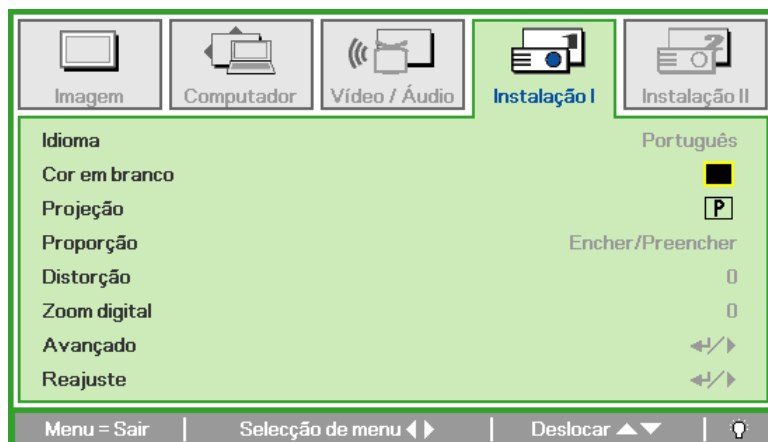 Imagem
Computador
Vídeo / Áudio
Instalação I
Instalação II
Idioma Português
Cor em branco
Projeção P
Proporção Encher/Preencher
Distorção 0
Zoom digital 0
Avançado
Reajuste
Menu = Sair Selecção de menu Deslocar